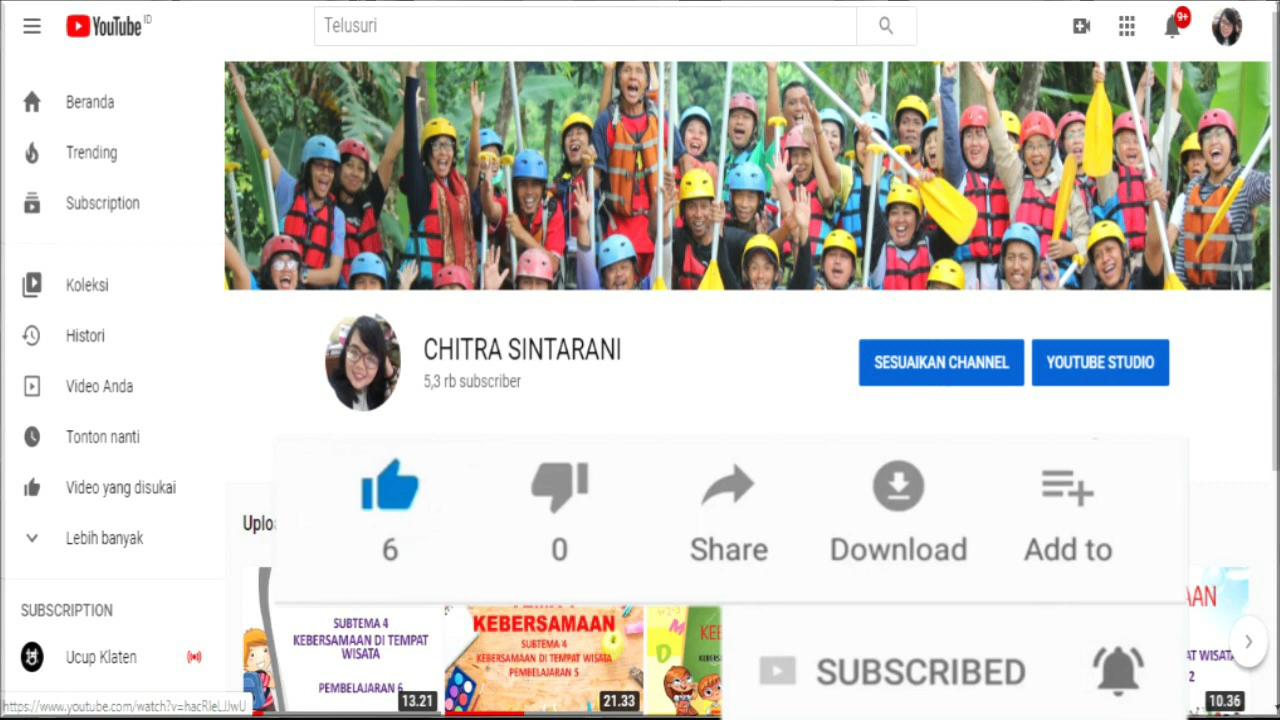 YouTube ID
Telusuri
9+
Beranda
Trending
Subscription
Koleksi
Histori
Video Anda
Tonton nanti
Video yang disukai
Lebih banyak
SUBSCRIPTION
Ucup Klaten
CHITRA SINTARANI
5,3 rb subscriber
SESUAIKAN CHANNEL
YOUTUBE STUDIO
6
0
Share
Download
Add to
SUBTEMA 4
KEBERSAMAAN DI TEMPAT
WISATA
PEMBELAJARAN 6
13.21
KEBERSAMAAN
SUBTEMA 4
KEBERSAMAAN DI TEMPAT WISATA
PEMBELAJARAN 5
21.33
SUBSCRIBED
2
10.36
https://www.youtube.com/watch?v=hacRIeLJJwU